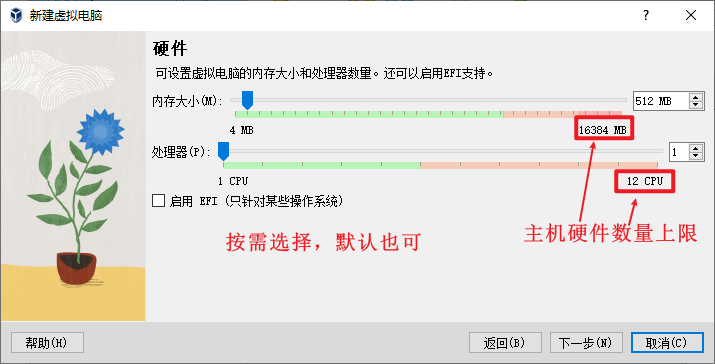 新建虚拟电脑
硬件
可设置虚拟电脑的内存大小和处理器数量。还可以启用EFI支持。
内存大小(M):
512 MB
4 MB
16384 MB
处理器(P):
1
1 CPU
12 CPU
启用 EFI (只针对某些操作系统)
按需选择，默认也可
主机硬件数量上限
帮助(H)
返回(B)
下一步(N)
取消(C)